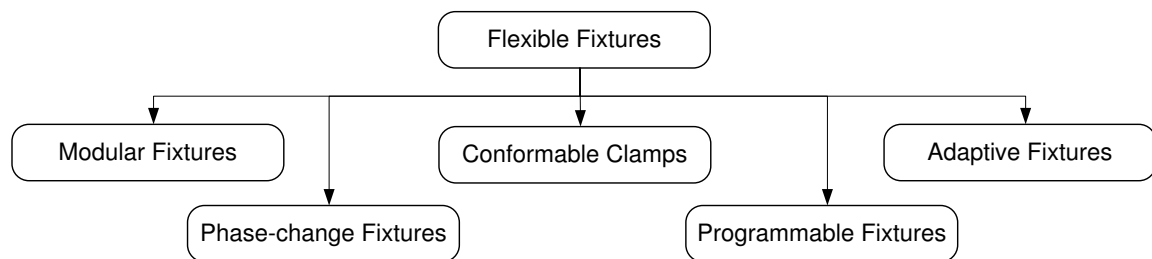 Flexible Fixtures
Modular Fixtures
Conformable Clamps
Adaptive Fixtures
Phase-change Fixtures
Programmable Fixtures